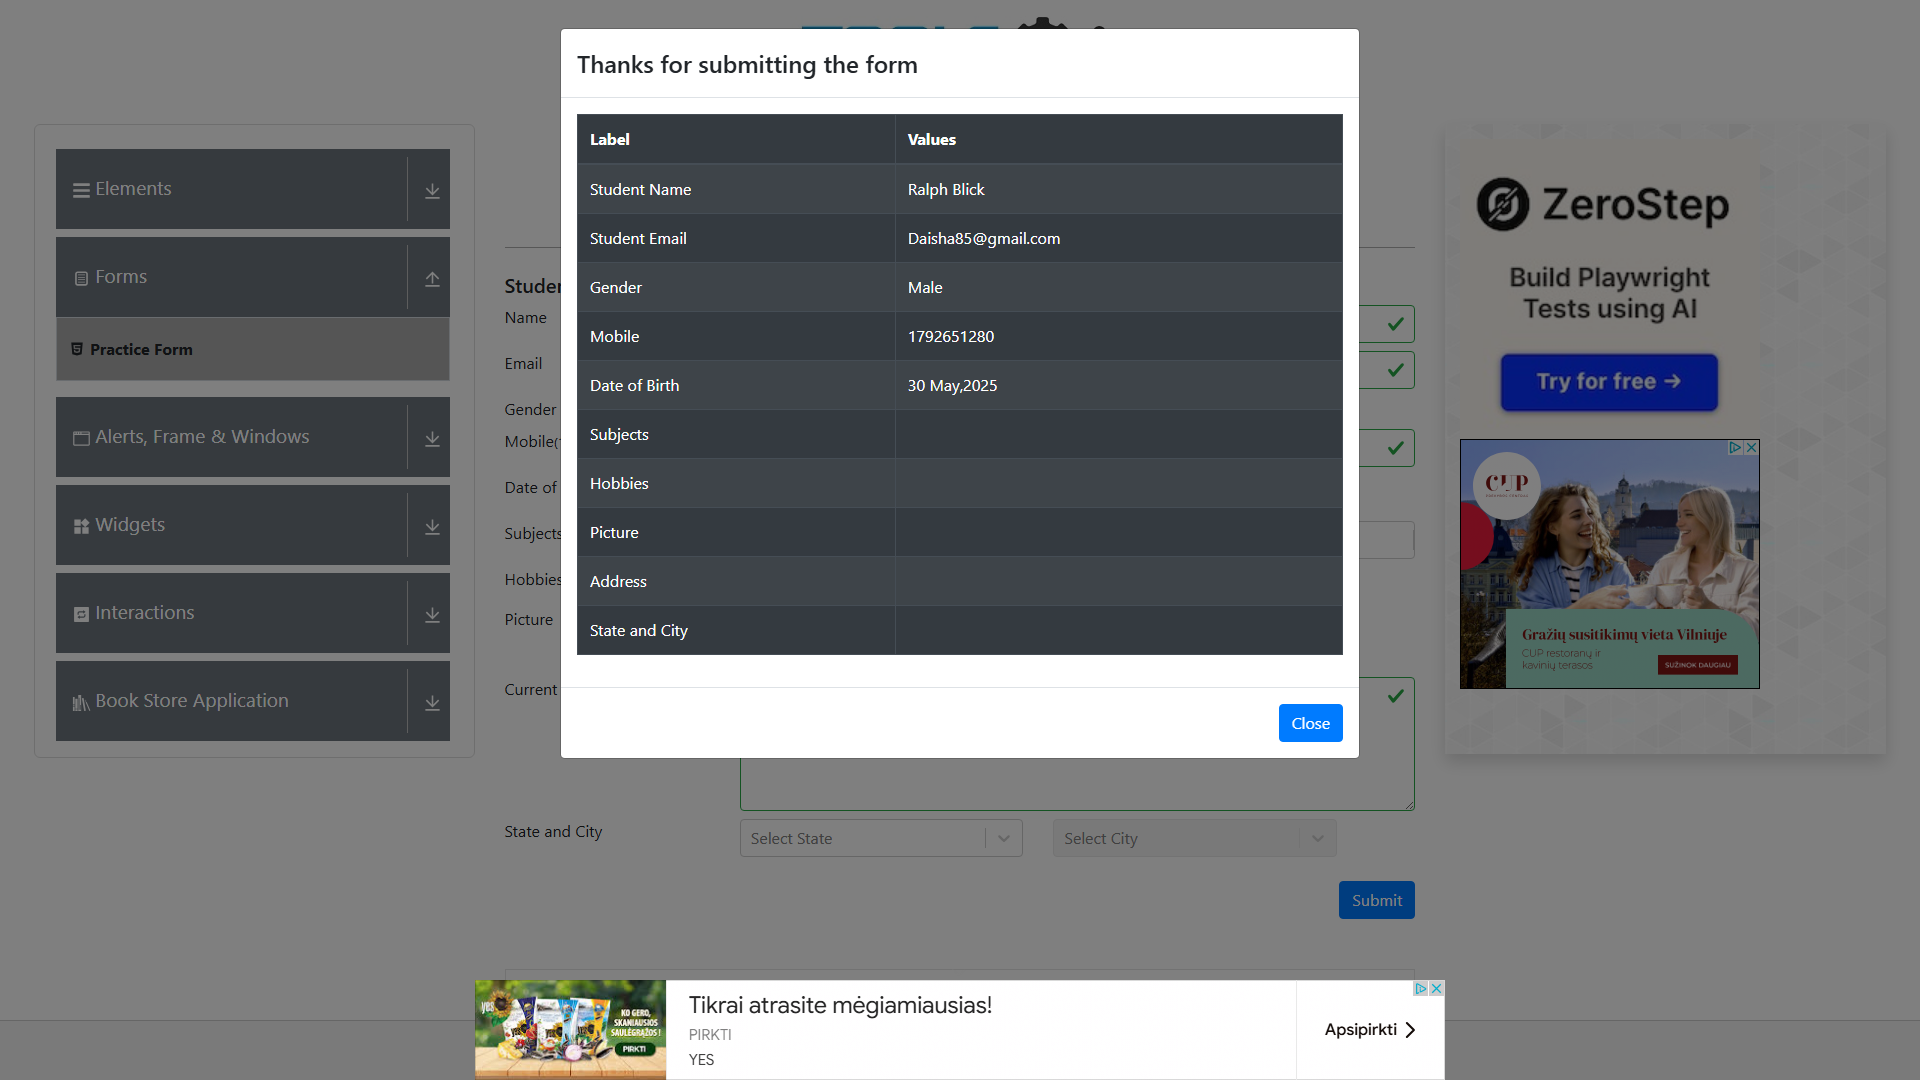 Thanks for submitting the form
Label Values
Student Name Ralph Blick
Student Email Daisha85@gmail.com
Gender Male
Mobile 1792651280
Date of Birth 30 May,2025
Subjects
Hobbies
Picture
Address
State and City
Close
Elements
Forms
Practice Form
Alerts, Frame & Windows
Widgets
Interactions
Book Store Application
Name
Email
Gender
Date of
Subjects
Hobbies
Picture
Current
State and City
Select State
Select City
Submit
ZeroStep
Build Playwright
Tests using AI
Try for free →
CUP
Gražių susitikimų vieta Vilniuje
CUP restoranų ir
kavinių terasos
SUŽINOK DAUGIAU
yes
KO GERO,
SKANIAUSIOS
SAULĖGRĄŽOS!
PIRKTI
Tikrai atrasite mėgiamiausias!
PIRKTI
YES
Apsipirkti